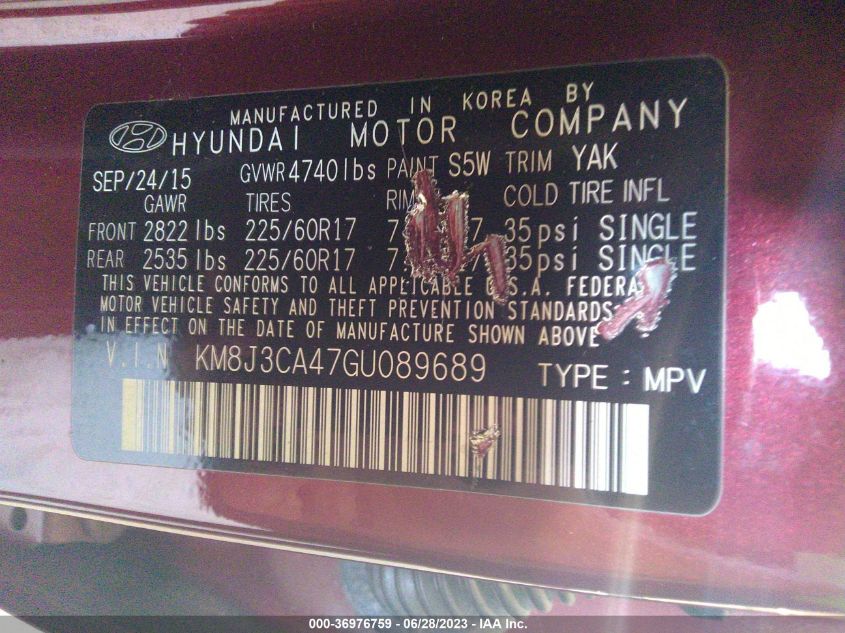 MANUFACTURED IN KOREA BY
HYUNDAI MOTOR COMPANY
SEP/24/15 GVWR 4740 lbs PAINT S5W TRIM YAK
GAWR TIRES COLD TIRE INFL
FRONT 2822 lbs 225/60R17 35psi SINGLE
REAR 2535 lbs 225/60R17 35psi SINGLE
THIS VEHICLE CONFORMS TO ALL APPLICABLE U.S.A. FEDERAL
MOTOR VEHICLE SAFETY AND THEFT PREVENTION STANDARDS
IN EFFECT ON THE DATE OF MANUFACTURE SHOWN ABOVE
V.I.N KM8J3CA47GU089689 TYPE : MPV
000-36976759 - 06/28/2023 - IAA Inc.